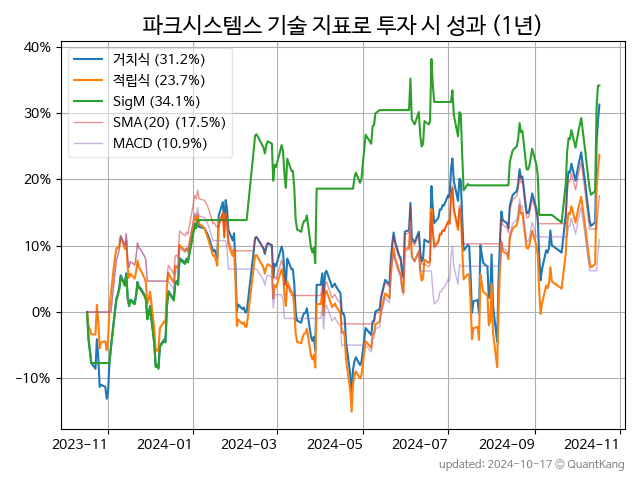 파크시스템스 기술 지표로 투자 시 성과 (1년)
거치식 (31.2%)
적립식 (23.7%)
SigM (34.1%)
SMA(20) (17.5%)
MACD (10.9%)
40%
30%
20%
10%
0%
−10%
2023-11 2024-01 2024-03 2024-05 2024-07 2024-09 2024-11
updated: 2024-10-17 © QuantKang